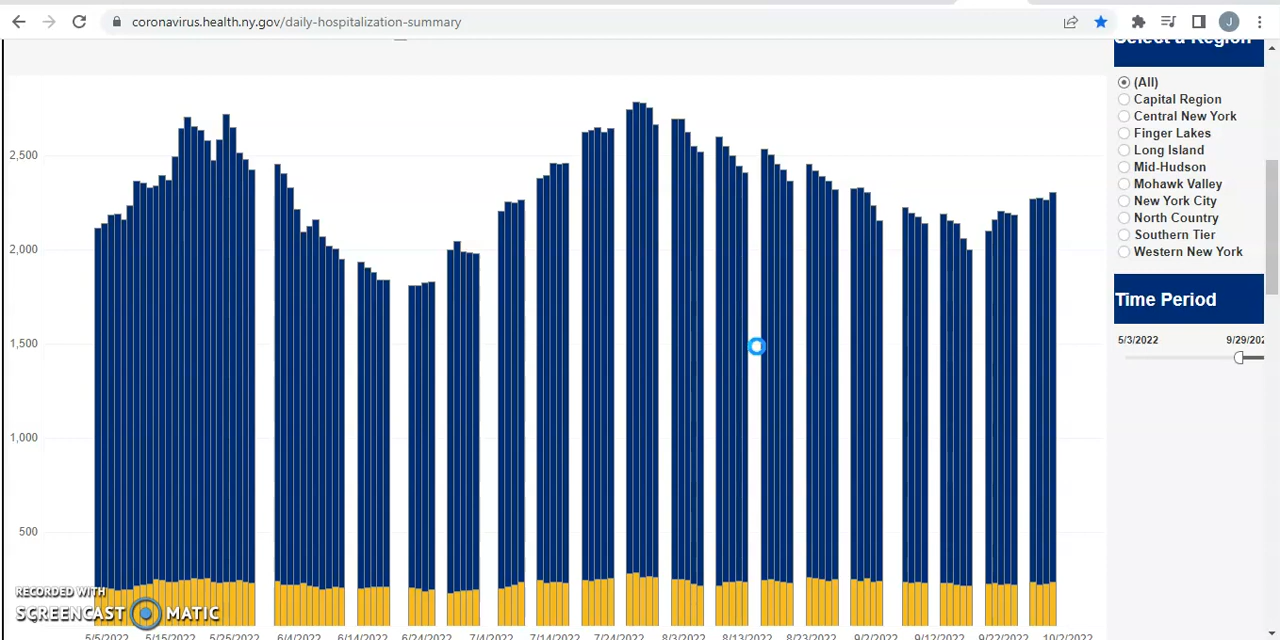 coronavirus.health.ny.gov/daily-hospitalization-summary
J
Select a Region
(All)
Capital Region
Central New York
Finger Lakes
Long Island
Mid-Hudson
Mohawk Valley
New York City
North Country
Southern Tier
Western New York
Time Period
5/3/2022 9/29/202
2,500
2,000
1,500
1,000
500
5/5/2022 5/15/2022 5/25/2022 6/4/2022 6/14/2022 6/24/2022 7/4/2022 7/14/2022 7/24/2022 8/3/2022 8/13/2022 8/23/2022 9/2/2022 9/12/2022 9/22/2022 10/2/2022
RECORDED WITH
SCREENCAST MATIC